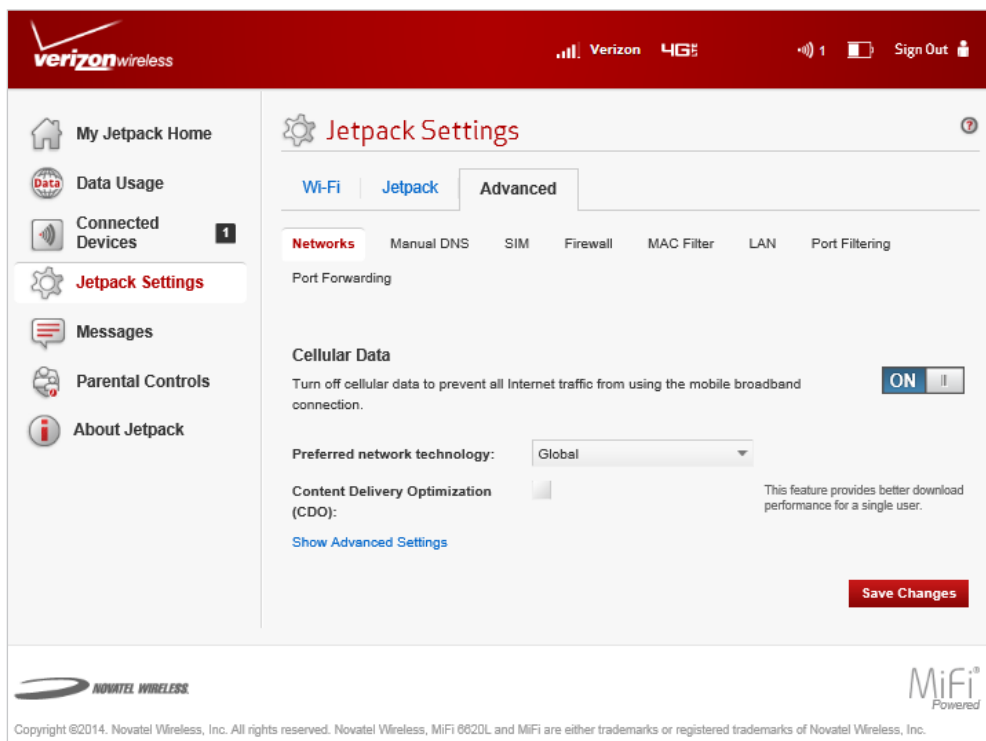 verizonwireless
Verizon 4G LTE 1 Sign Out
My Jetpack Home
Data Data Usage
Connected
Devices
1
Jetpack Settings
Messages
Parental Controls
About Jetpack
Jetpack Settings ?
Wi-Fi Jetpack Advanced
Networks Manual DNS SIM Firewall MAC Filter LAN Port Filtering
Port Forwarding
Cellular Data
Turn off cellular data to prevent all Internet traffic from using the mobile broadband
connection.
ON
Preferred network technology: Global
Content Delivery Optimization
(CDO):
This feature provides better download
performance for a single user.
Show Advanced Settings
Save Changes
NOVATEL WIRELESS.
MiFi®
Powered
Copyright ©2014. Novatel Wireless, Inc. All rights reserved. Novatel Wireless, MiFi 6620L and MiFi are either trademarks or registered trademarks of Novatel Wireless, Inc.